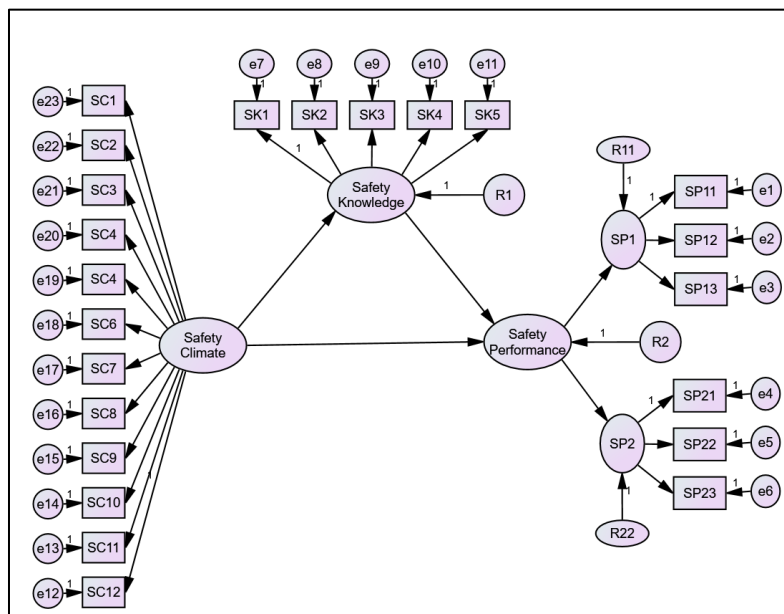 e7
e8
e9
e10
e11
1
1
1
1
1
SK1
SK2
SK3
SK4
SK5
1
Safety
Knowledge
1
R1
e23
1
SC1
e22
1
SC2
e21
1
SC3
e20
1
SC4
e19
1
SC4
e18
1
SC6
e17
1
SC7
e16
1
SC8
e15
1
SC9
e14
1
SC10
e13
1
SC11
e12
1
SC12
1
Safety
Climate
Safety
Performance
1
R2
R11
1
SP1
1
SP11
1
e1
SP12
1
e2
SP13
1
e3
SP2
1
SP21
1
e4
SP22
1
e5
SP23
1
e6
1
R22